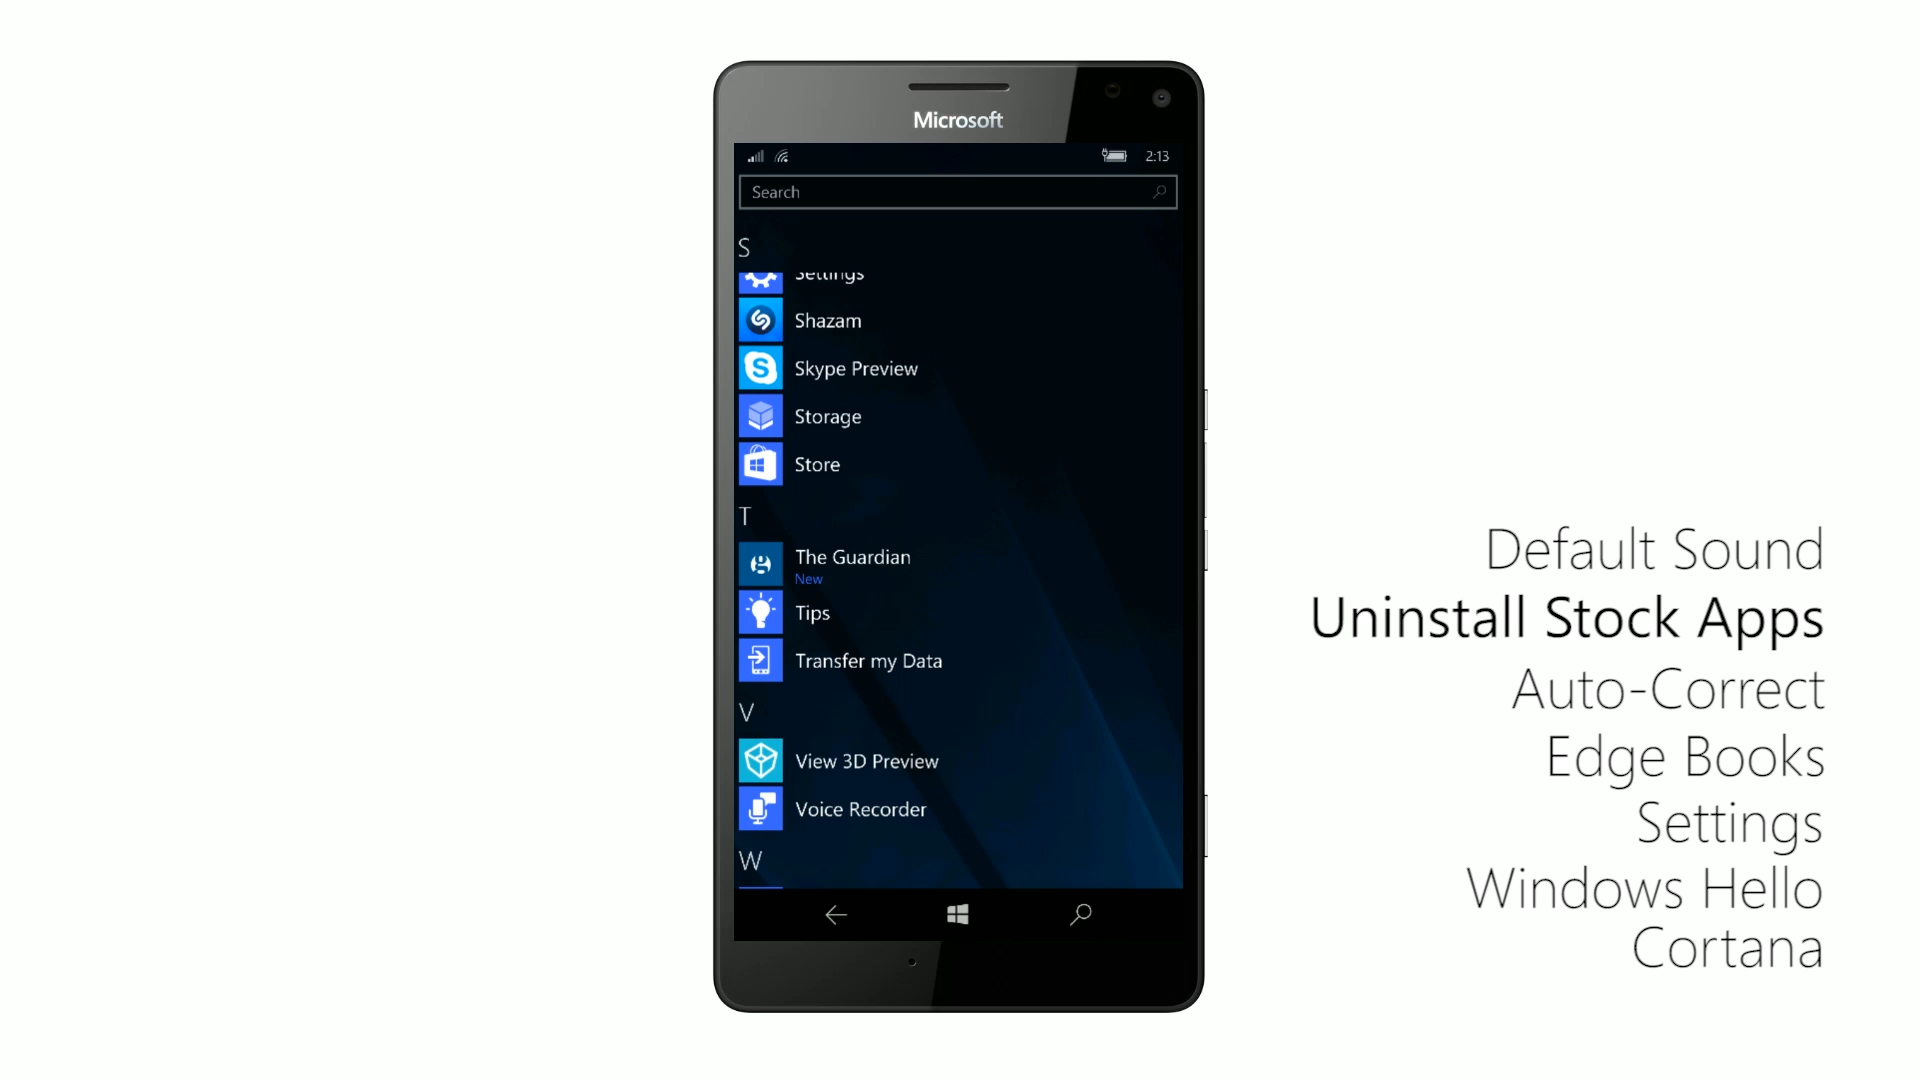 Microsoft
2:13
Search
S
Settings
Shazam
Skype Preview
Storage
Store
T
The Guardian
New
Tips
Transfer my Data
V
View 3D Preview
Voice Recorder
W
Default Sound
Uninstall Stock Apps
Auto-Correct
Edge Books
Settings
Windows Hello
Cortana